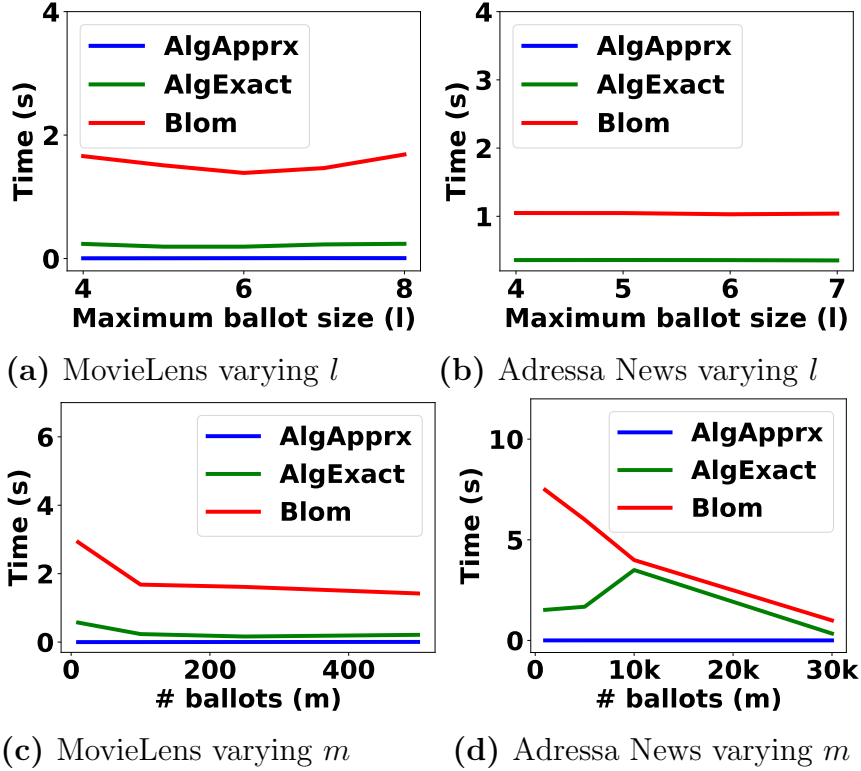 4
2
0
Time (s)
AlgApprx
AlgExact
Blom
4 6 8
Maximum ballot size (l)
(a) MovieLens varying l
4
3
2
1
Time (s)
AlgApprx
AlgExact
Blom
4 5 6 7
Maximum ballot size (l)
(b) Adressa News varying l
6
4
2
0
Time (s)
AlgApprx
AlgExact
Blom
0 200 400
# ballots (m)
(c) MovieLens varying m
10
5
0
Time (s)
AlgApprx
AlgExact
Blom
0 10k 20k 30k
# ballots (m)
(d) Adressa News varying m